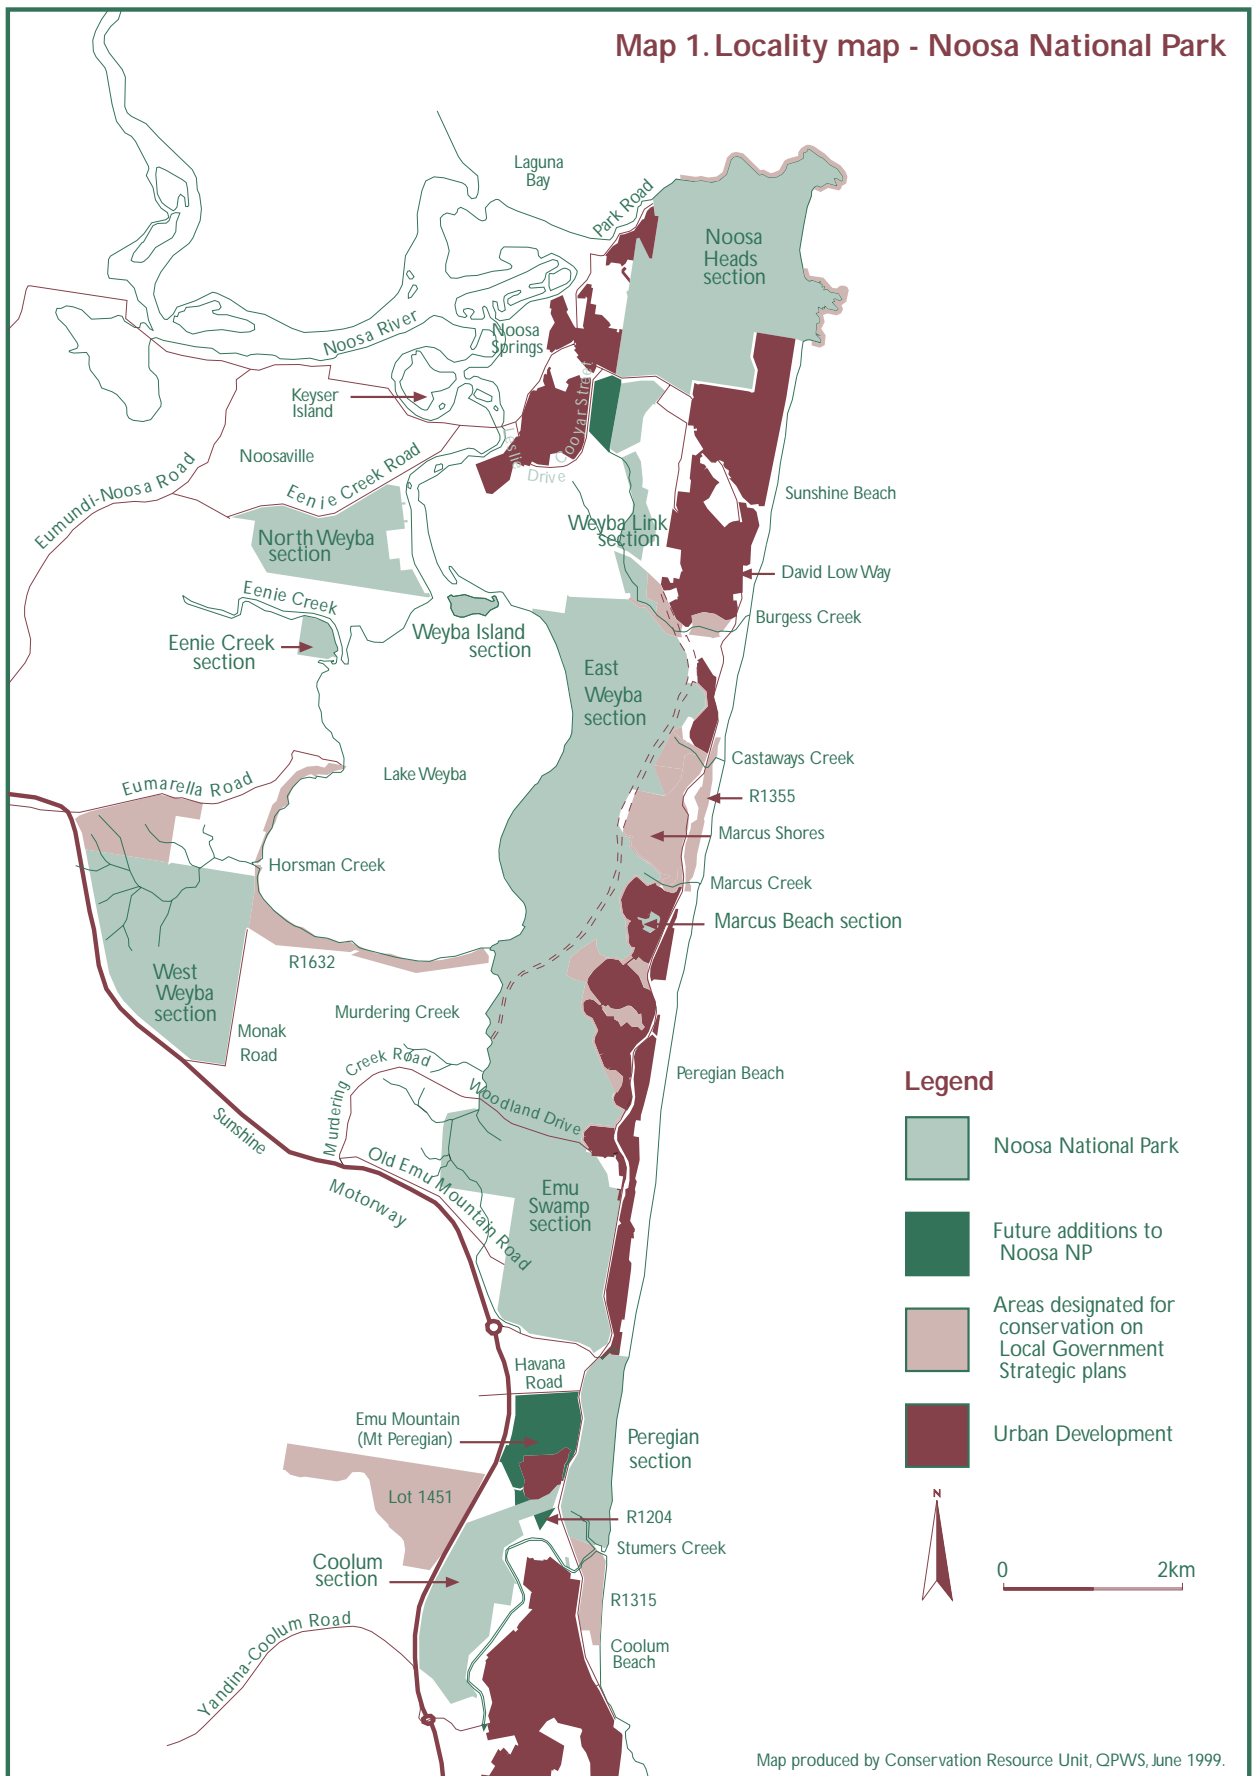 Map 1. Locality map - Noosa National Park
Laguna
Bay
Park Road
Noosa
Heads
section
Noosa River
Noosa
Springs
Keyser
Island
Cooyar Street
Leslie
Drive
Noosaville
Eumundi-Noosa Road
Eenie Creek Road
Sunshine Beach
North Weyba
section
Weyba Link
section
David Low Way
Eenie Creek
Burgess Creek
Weyba Island
section
Eenie Creek
section
East
Weyba
section
Castaways Creek
Lake Weyba
Eumarella Road
R1355
Marcus Shores
Horsman Creek
Marcus Creek
Marcus Beach section
R1632
West
Weyba
section
Murdering Creek
Monak
Road
Murdering Creek Road
Peregian Beach
Woodland Drive
Sunshine
Motorway
Old Emu Mountain Road
Emu
Swamp
section
Legend
Noosa National Park
Future additions to
Noosa NP
Areas designated for
conservation on
Local Government
Strategic plans
Urban Development
Havana
Road
Emu Mountain
(Mt Peregian)
Peregian
section
Lot 1451
R1204
Stumers Creek
Coolum
section
R1315
Coolum
Beach
Yandina-Coolum Road
N
0 2km
Map produced by Conservation Resource Unit, QPWS, June 1999.